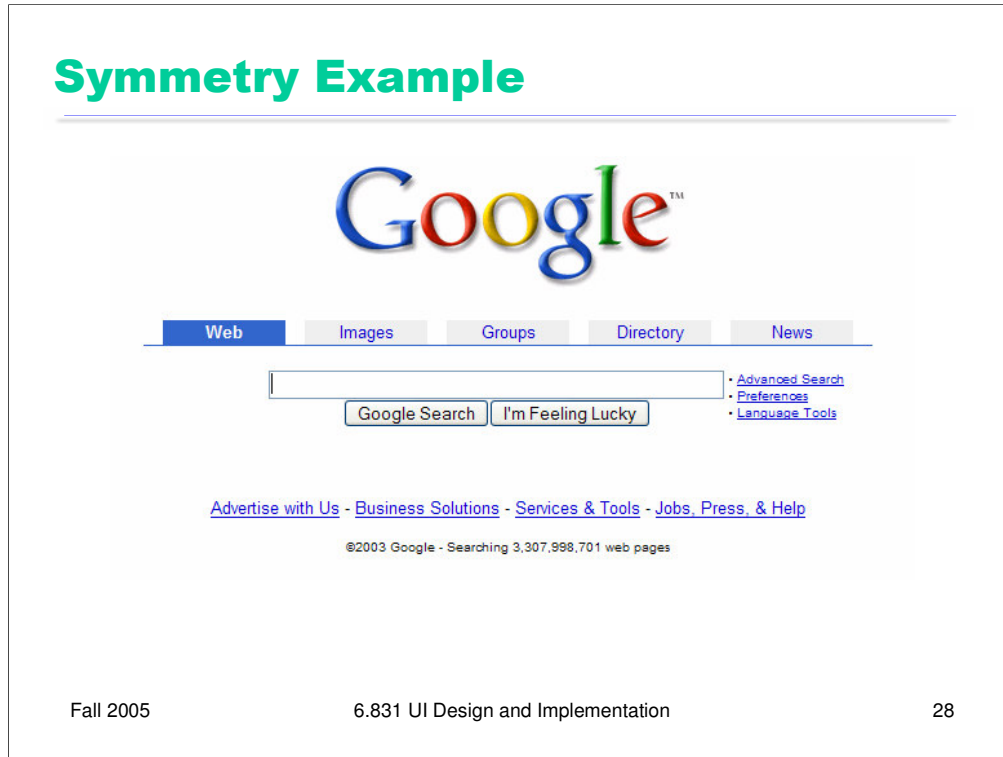 Symmetry Example
Google™
Web Images Groups Directory News
• Advanced Search
• Preferences
• Language Tools
Google Search I'm Feeling Lucky
Advertise with Us - Business Solutions - Services & Tools - Jobs, Press, & Help
©2003 Google - Searching 3,307,998,701 web pages
Fall 2005 6.831 UI Design and Implementation 28